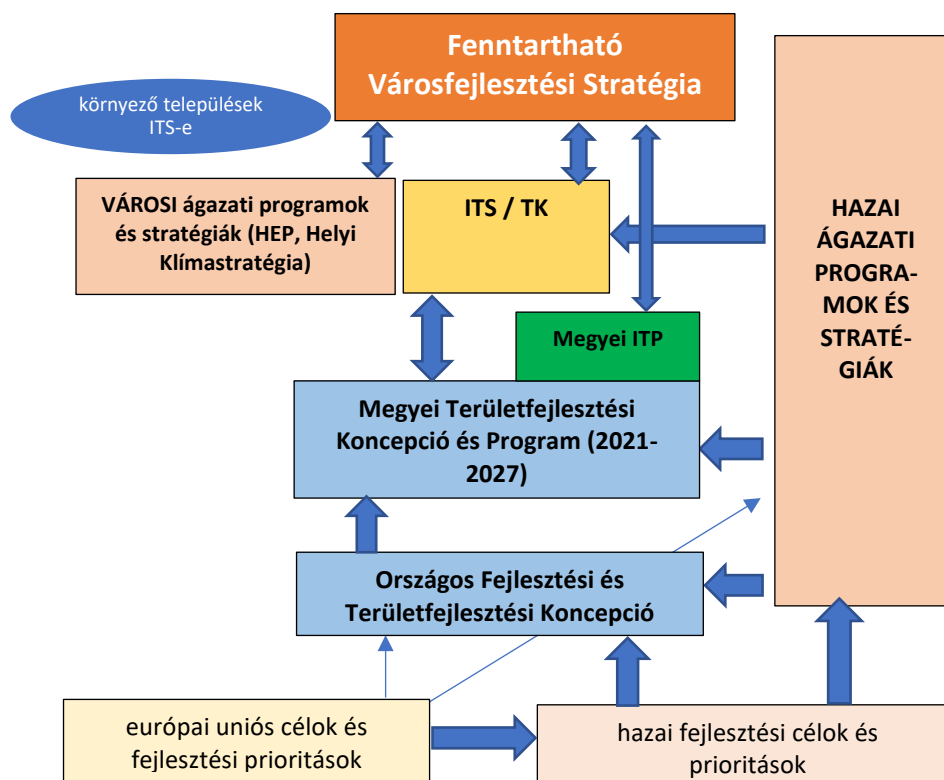 Fenntartható
Városfejlesztési Stratégia
környező települések
ITS-e
VÁROSI ágazati programok
és stratégiák (HEP, Helyi
Klímastratégia)
ITS / TK
HAZAI
ÁGAZATI
PROGRA-
MOK ÉS
STRATÉ-
GIÁK
Megyei ITP
Megyei Területfejlesztési
Koncepció és Program (2021-
2027)
Országos Fejlesztési és
Területfejlesztési Koncepció
európai uniós célok és
fejlesztési prioritások
hazai fejlesztési célok és
prioritások